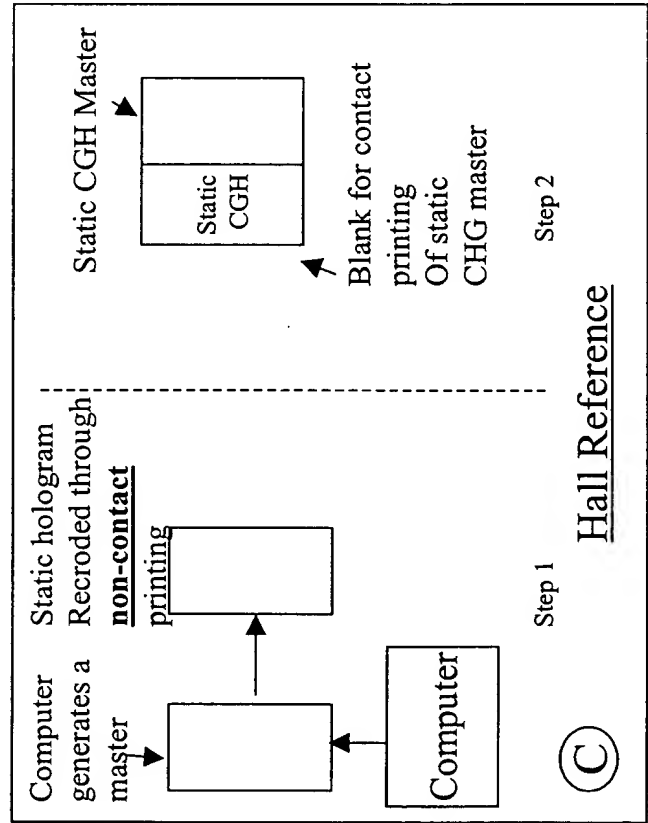 Computer
generates a
master
Static hologram
Recroded through
non-contact
printing
Computer
Step 1
Static CGH Master
Static
CGH
Blank for contact
printing
Of static
CHG master
Step 2
Hall Reference
C